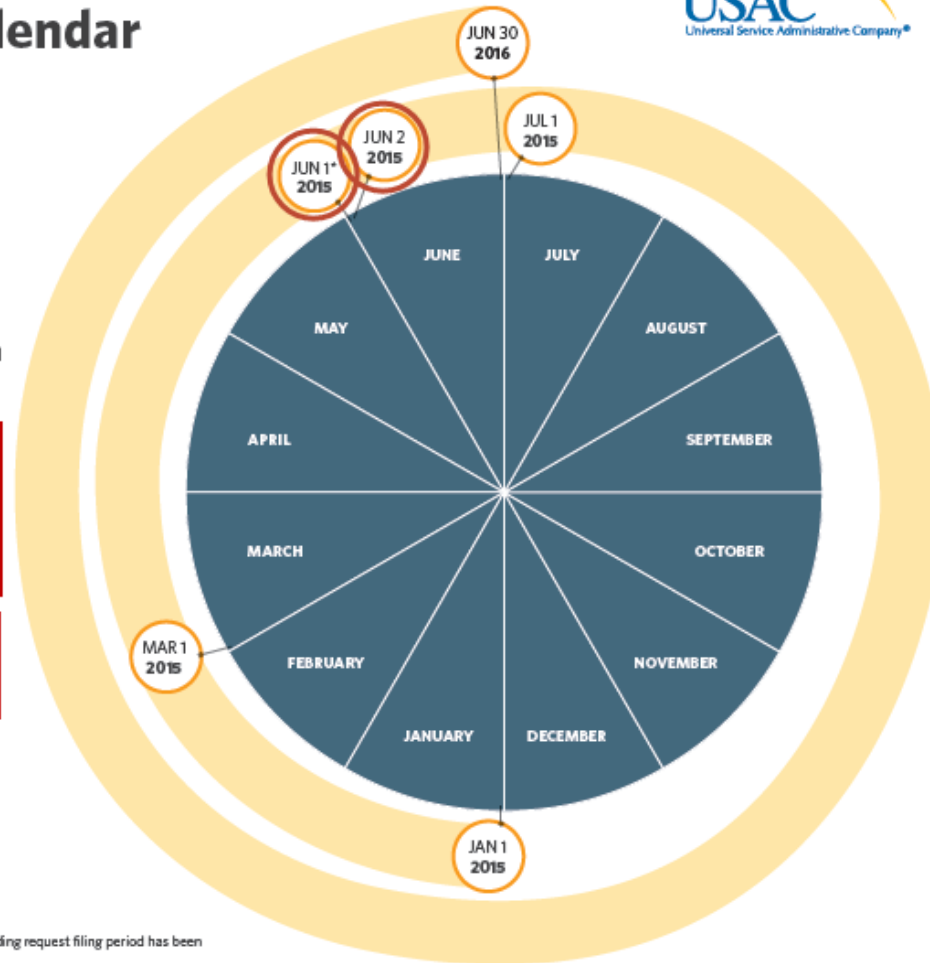 lendar
USAC
Universal Service Administrative Company®
JUN 30
2016
JUL 1
2015
JUN 2
2015
JUN 1*
2015
JUNE
JULY
MAY
AUGUST
APRIL
SEPTEMBER
MARCH
OCTOBER
MAR 1
2015
FEBRUARY
NOVEMBER
JANUARY
DECEMBER
JAN 1
2015
ding request filing period has been